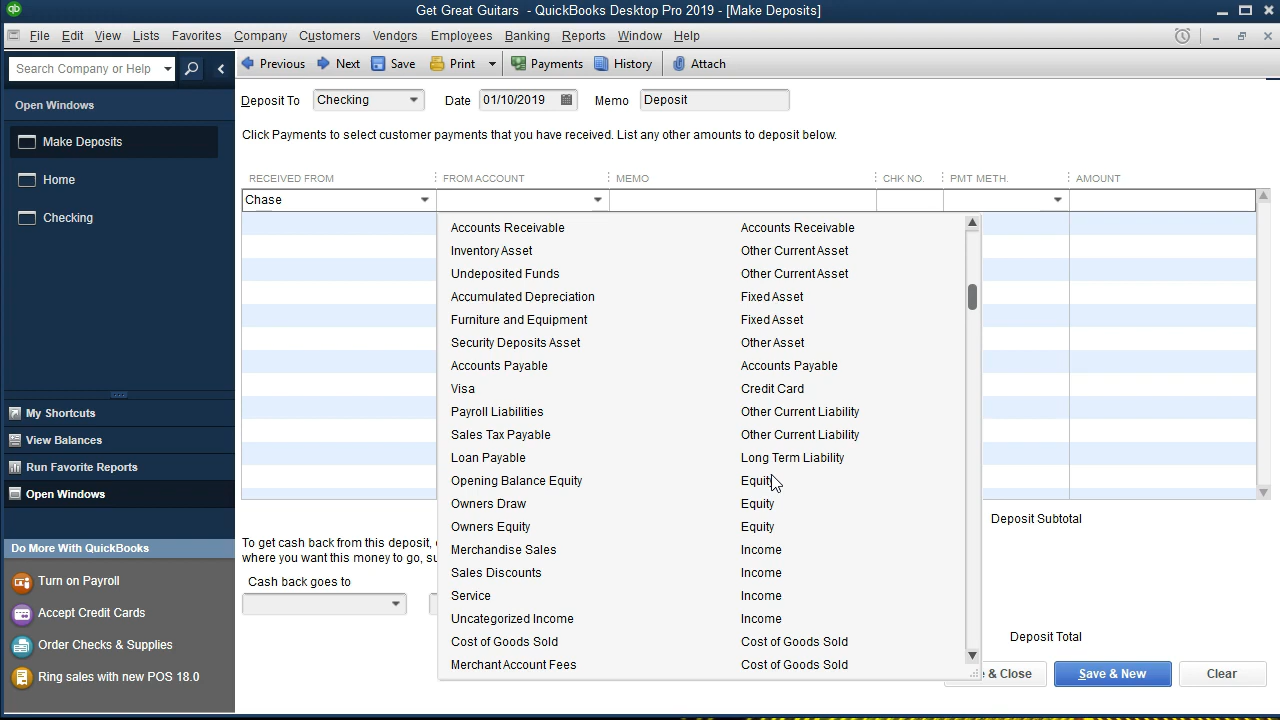 qb
Get Great Guitars - QuickBooks Desktop Pro 2019 - [Make Deposits]
File Edit View Lists Favorites Company Customers Vendors Employees Banking Reports Window Help
Search Company or Help
Previous Next Save Print Payments History Attach
Open Windows
Make Deposits
Home
Checking
My Shortcuts
View Balances
Run Favorite Reports
Open Windows
Do More With QuickBooks
Turn on Payroll
Accept Credit Cards
Order Checks & Supplies
Ring sales with new POS 18.0
Deposit To Checking Date 01/10/2019 Memo Deposit
Click Payments to select customer payments that you have received. List any other amounts to deposit below.
RECEIVED FROM FROM ACCOUNT MEMO CHK NO. PMT METH. AMOUNT
Chase
Accounts Receivable Accounts Receivable
Inventory Asset Other Current Asset
Undeposited Funds Other Current Asset
Accumulated Depreciation Fixed Asset
Furniture and Equipment Fixed Asset
Security Deposits Asset Other Asset
Accounts Payable Accounts Payable
Visa Credit Card
Payroll Liabilities Other Current Liability
Sales Tax Payable Other Current Liability
Loan Payable Long Term Liability
Opening Balance Equity Equity
Owners Draw Equity
Owners Equity Equity
Merchandise Sales Income
Sales Discounts Income
Service Income
Uncategorized Income Income
Cost of Goods Sold Cost of Goods Sold
Merchant Account Fees Cost of Goods Sold
Deposit Subtotal
To get cash back from this deposit,
where you want this money to go,
Cash back goes to
Deposit Total
& Close Save & New Clear